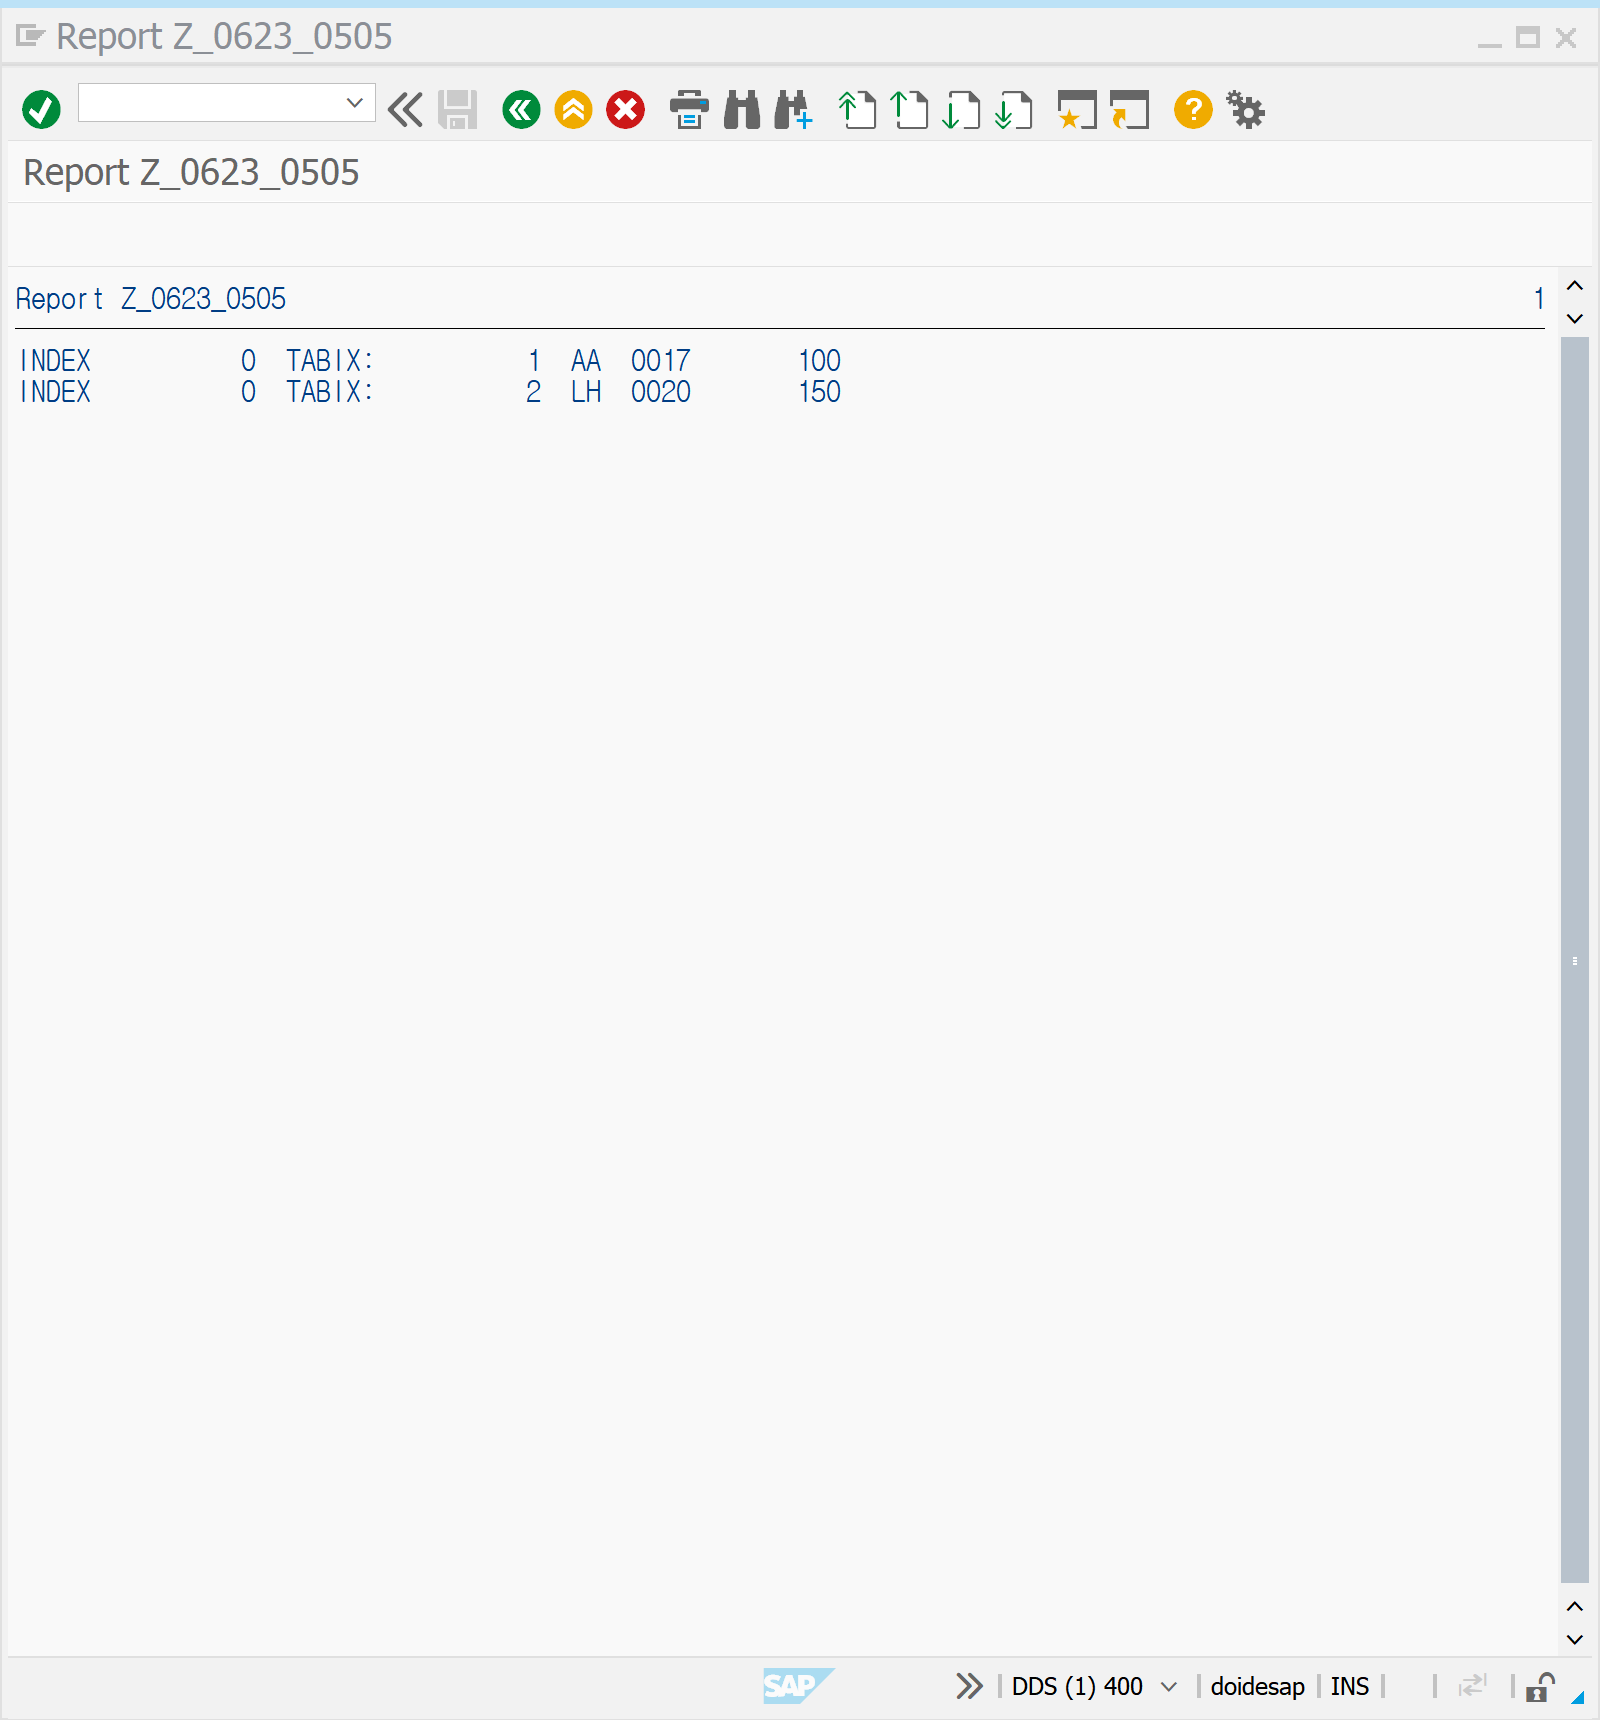 Report Z_0623_0505
Report Z_0623_0505
Report Z_0623_0505 1
INDEX 0 TABIX: 1 AA 0017 100
INDEX 0 TABIX: 2 LH 0020 150
SAP DDS (1) 400 doidesap INS